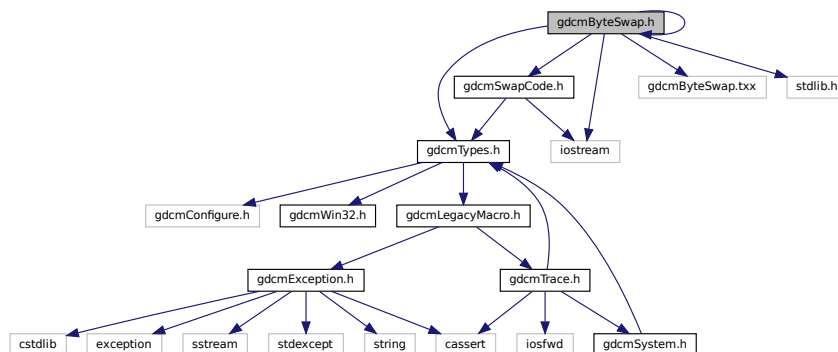 gdcmByteSwap.h
gdcmSwapCode.h
gdcmByteSwap.txx
stdlib.h
gdcmTypes.h
iostream
gdcmConfigure.h
gdcmWin32.h
gdcmLegacyMacro.h
gdcmException.h
gdcmTrace.h
cstdlib
exception
sstream
stdexcept
string
cassert
iosfwd
gdcmSystem.h